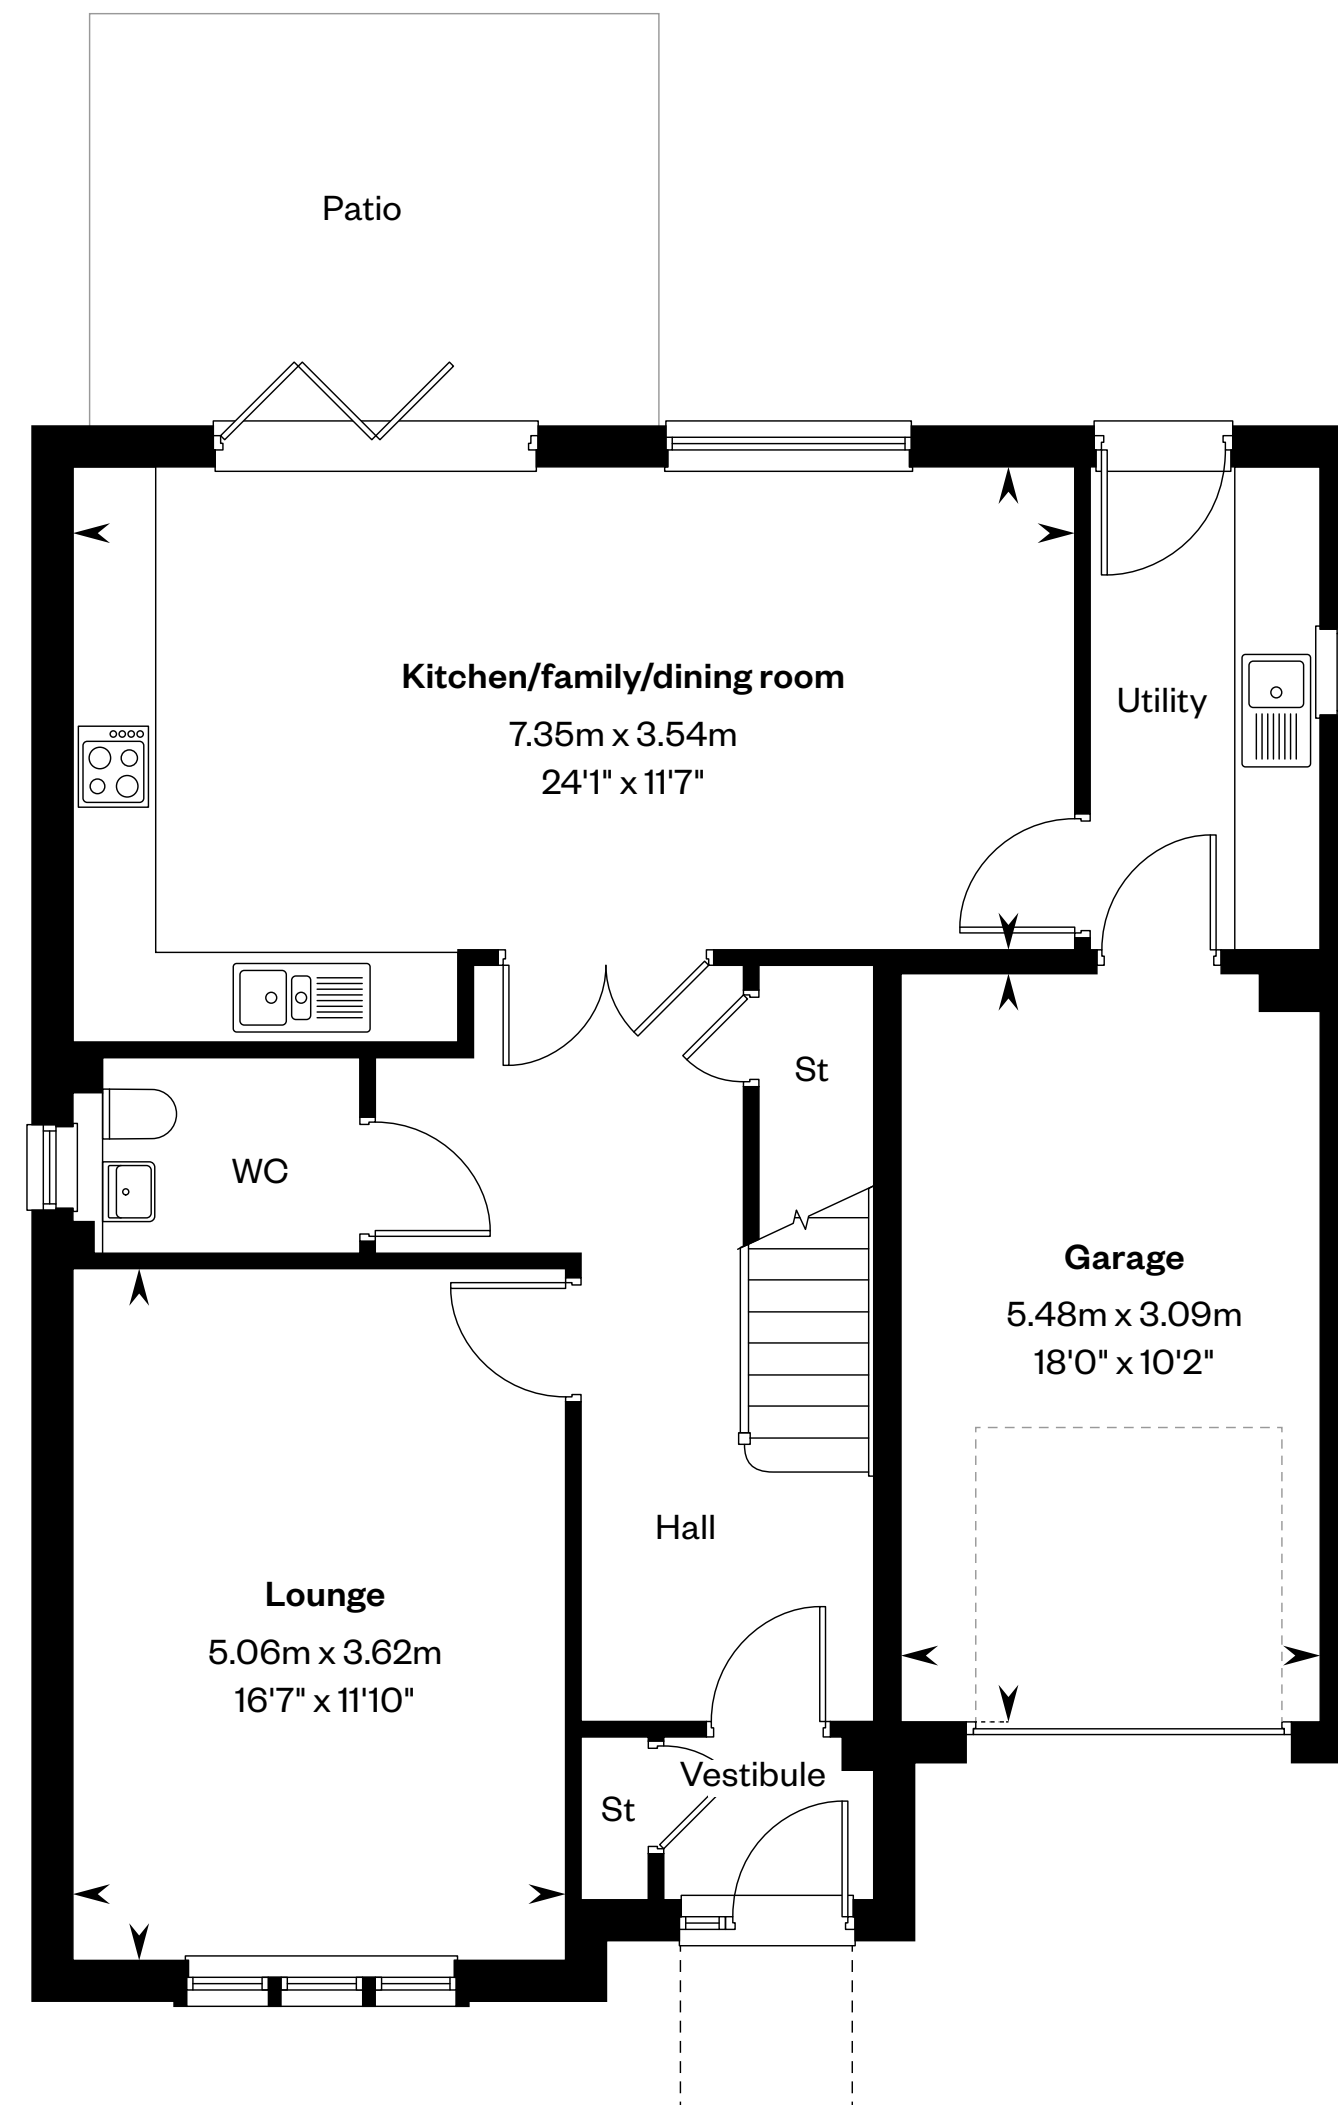 Patio
Kitchen/family/dining room
7.35m x 3.54m
24'1" x 11'7"
Utility
St
WC
Garage
5.48m x 3.09m
18'0" x 10'2"
Hall
Lounge
5.06m x 3.62m
16'7" x 11'10"
Vestibule
St